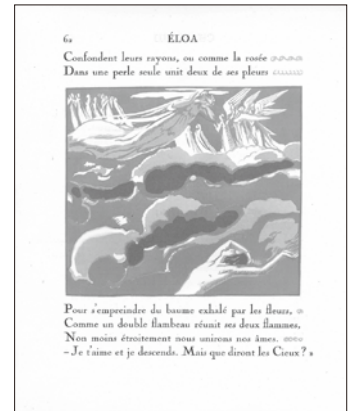 62 ÉLOA
Confondent leurs rayons, ou comme la rosée
Dans une perle seule unit deux de ses pleurs
Pour s'empreindre du baume exhalé par les fleurs,
Comme un double flambeau réunit ses deux flammes,
Non moins étroitement nous unirons nos âmes.
– Je t'aime et je descends. Mais que diront les Cieux ? »